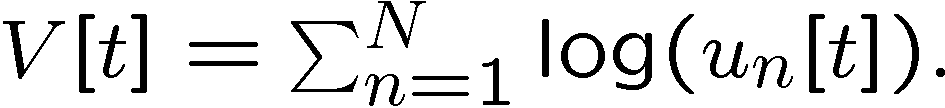 V[t] = ∑_{n=1}^{N} log(u_n[t]).